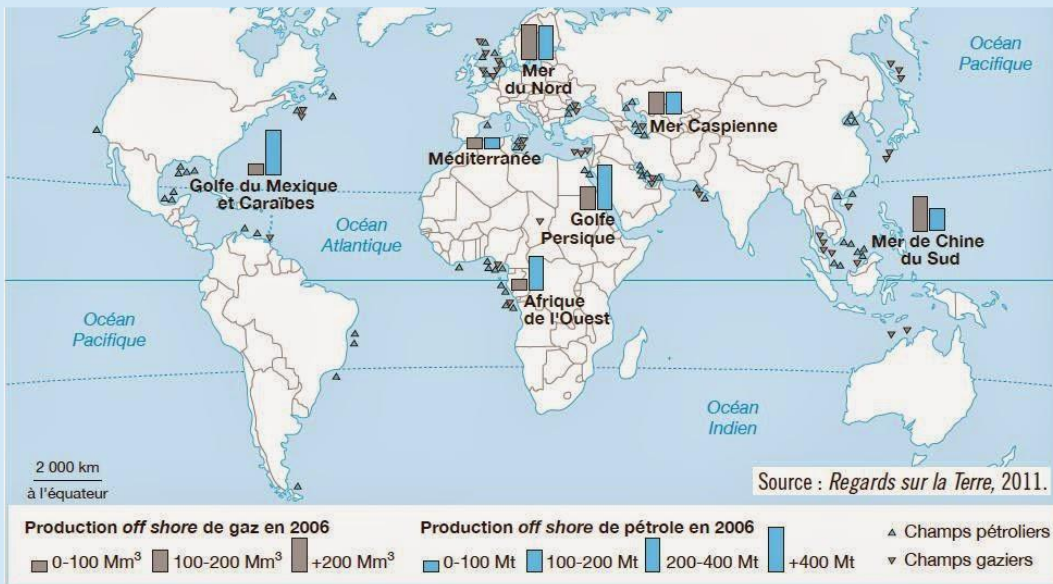 Océan
Pacifique
Mer
du Nord
Mer Caspienne
Méditerranée
Golfe du Mexique
et Caraïbes
Océan
Atlantique
Golfe
Persique
Mer de Chine
du Sud
Afrique
de l'Ouest
Océan
Pacifique
Océan
Indien
2 000 km
à l'équateur
Source : Regards sur la Terre, 2011.
Production off shore de gaz en 2006
0-100 Mm³ 100-200 Mm³ +200 Mm³
Production off shore de pétrole en 2006
0-100 Mt 100-200 Mt 200-400 Mt +400 Mt
Champs pétroliers
Champs gaziers